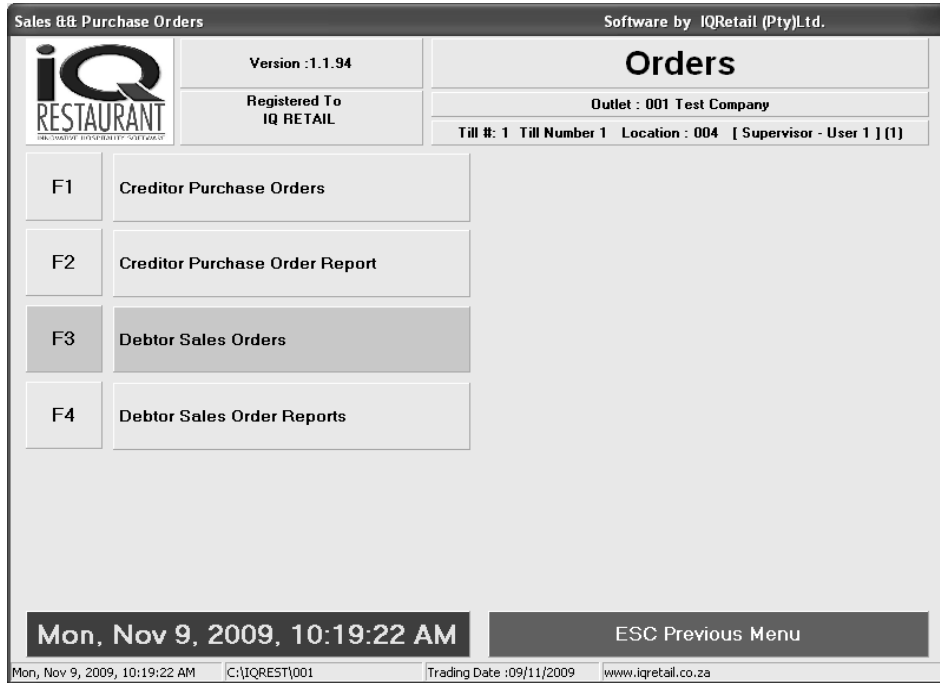 Sales && Purchase Orders
Software by IQRetail (Pty)Ltd.
iQ
RESTAURANT
INNOVATIVE HOSPITALITY SOFTWARE
Version :1.1.94
Registered To
IQ RETAIL
Orders
Outlet : 001 Test Company
Till #: 1 Till Number 1 Location : 004 [ Supervisor - User 1 ] (1)
F1 Creditor Purchase Orders
F2 Creditor Purchase Order Report
F3 Debtor Sales Orders
F4 Debtor Sales Order Reports
Mon, Nov 9, 2009, 10:19:22 AM
ESC Previous Menu
Mon, Nov 9, 2009, 10:19:22 AM C:\IQREST\001 Trading Date :09/11/2009 www.iqretail.co.za